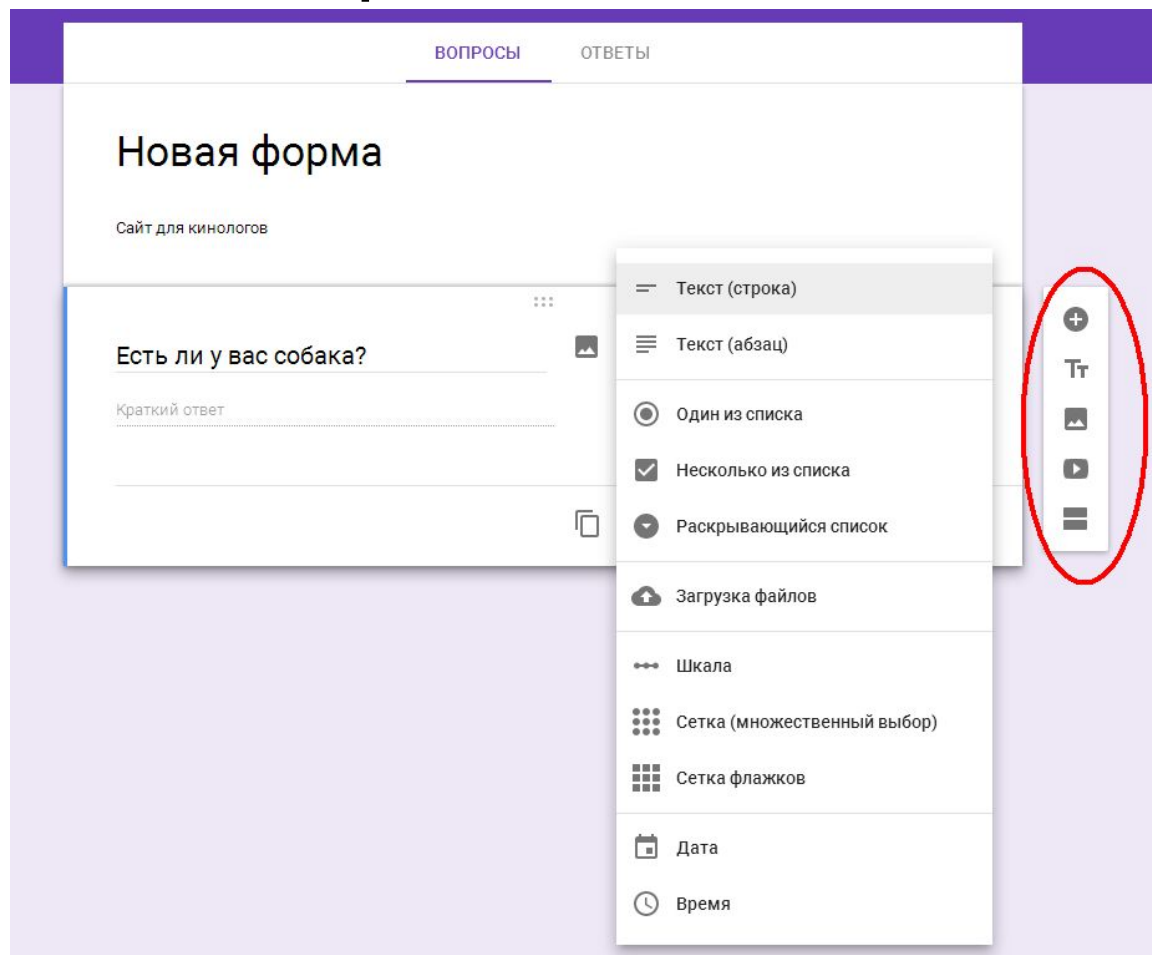 ВОПРОСЫ ОТВЕТЫ
Новая форма
Сайт для кинологов
Есть ли у вас собака?
Краткий ответ
Текст (строка)
Текст (абзац)
Один из списка
Несколько из списка
Раскрывающийся список
Загрузка файлов
Шкала
Сетка (множественный выбор)
Сетка флажков
Дата
Время
Тт